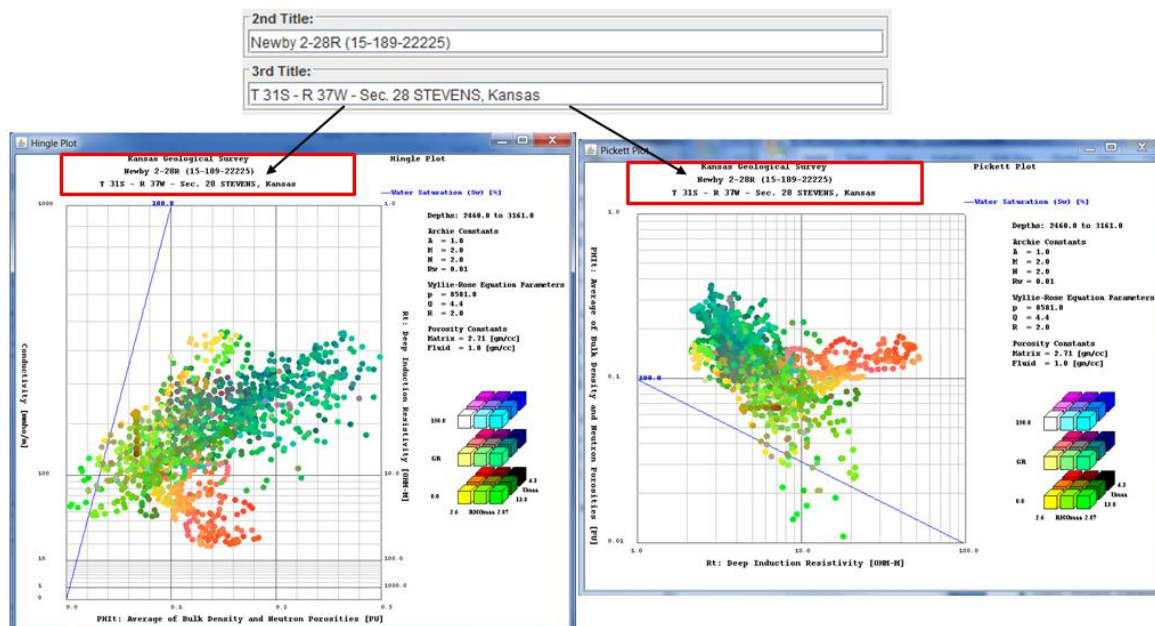 2nd Title:
Newby 2-28R (15-189-22225)
3rd Title:
T 31S - R 37W - Sec. 28 STEVENS, Kansas
Hingle Plot
Kansas Geological Survey
Newby 2-28R (15-189-22225)
T 31S - R 37W - Sec. 28 STEVENS, Kansas
Hingle Plot
Water Saturation (Sw) [%]
1000
100.0
1.0
Depths: 2460.0 to 3161.0
Archie Constants
A = 1.0
M = 2.0
N = 2.0
Rw = 0.01
Wyllie-Rose Equation Parameters
P = 8581.0
Q = 4.4
R = 2.0
Porosity Constants
Matrix = 2.71 [gm/cc]
Fluid = 1.0 [gm/cc]
Conductivity [mmho/m]
Rt: Deep Induction Resistivity [OHM-M]
100
10.0
10
100.0
1
1000.0
0
0.0
0.1
0.2
0.3
PHIt: Average of Bulk Density and Neutron Porosities [PU]
150.0
GR
0.0
4.3
Umaa
13.8
2.6 RHOmaa 2.87
Pickett Plot
Kansas Geological Survey
Newby 2-28R (15-189-22225)
T 31S - R 37W - Sec. 28 STEVENS, Kansas
Pickett Plot
Water Saturation (Sw) [%]
1.0
Depths: 2460.0 to 3161.0
Archie Constants
A = 1.0
M = 2.0
N = 2.0
Rw = 0.01
Wyllie-Rose Equation Parameters
P = 8581.0
Q = 4.4
R = 2.0
Porosity Constants
Matrix = 2.71 [gm/cc]
Fluid = 1.0 [gm/cc]
PHIt: Average of Bulk Density and Neutron Porosities [PU]
0.1
100.0
0.01
1.0
10.0
100.0
Rt: Deep Induction Resistivity [OHM-M]
150.0
GR
0.0
4.3
Umaa
13.8
2.6 RHOmaa 2.87